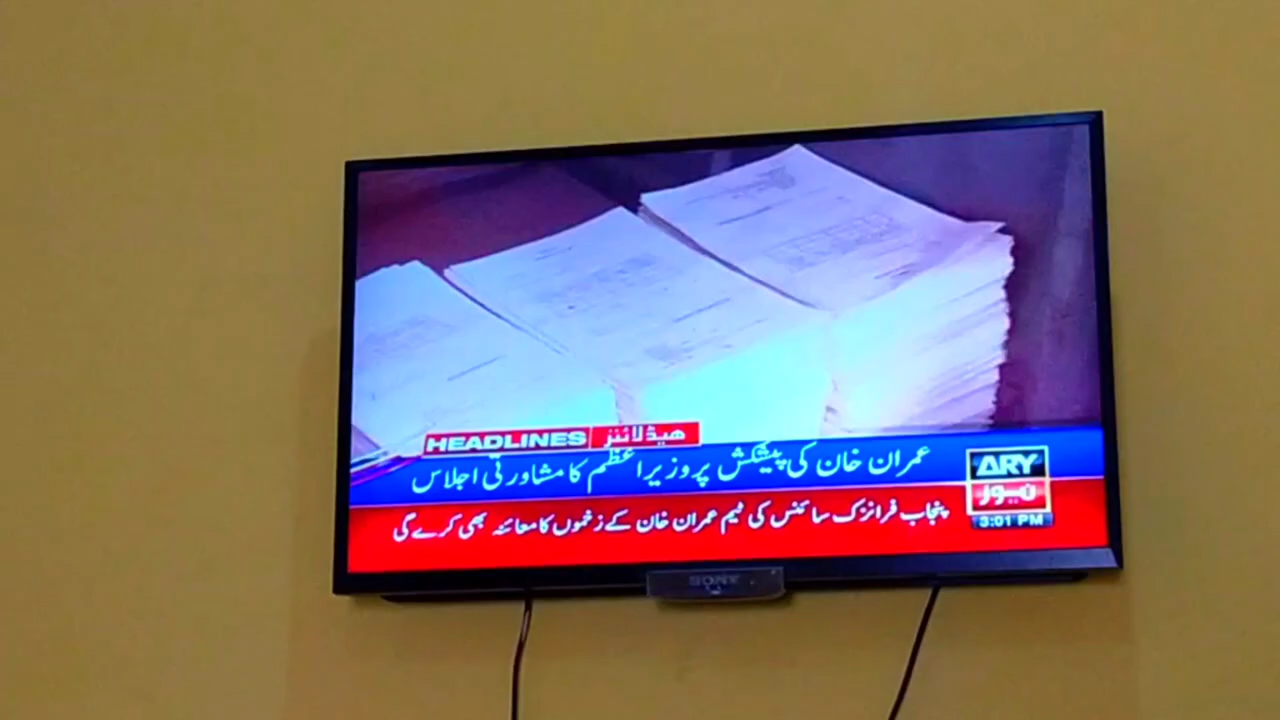 HEADLINES ھیڈلائنز
عمران خان کی پیشکش پر وزیراعظم کا مشاورتی اجلاس
ARY
نیوز
پنجاب فرانزک سائنس کی ٹیم عمران خان کے زخموں کا معائنہ بھی کرے گی
3:01 PM
SONY